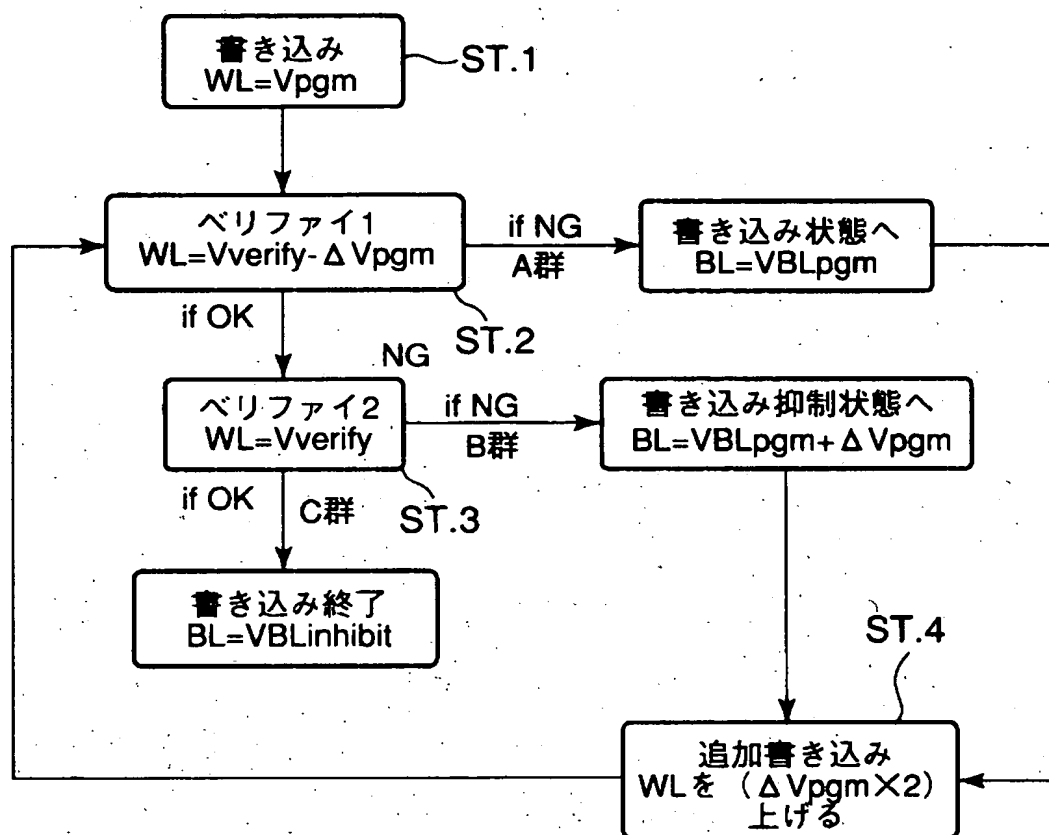 書き込み
WL=Vpgm
ST.1
ベリファイ1
WL=Vverify-ΔVpgm
if NG
A群
書き込み状態へ
BL=VBLpgm
if OK
ST.2
NG
ベリファイ2
WL=Vverify
if NG
B群
書き込み抑制状態へ
BL=VBLpgm+ΔVpgm
if OK
C群
ST.3
書き込み終了
BL=VBLinhibit
ST.4
追加書き込み
WLを(ΔVpgm×2)
上げる